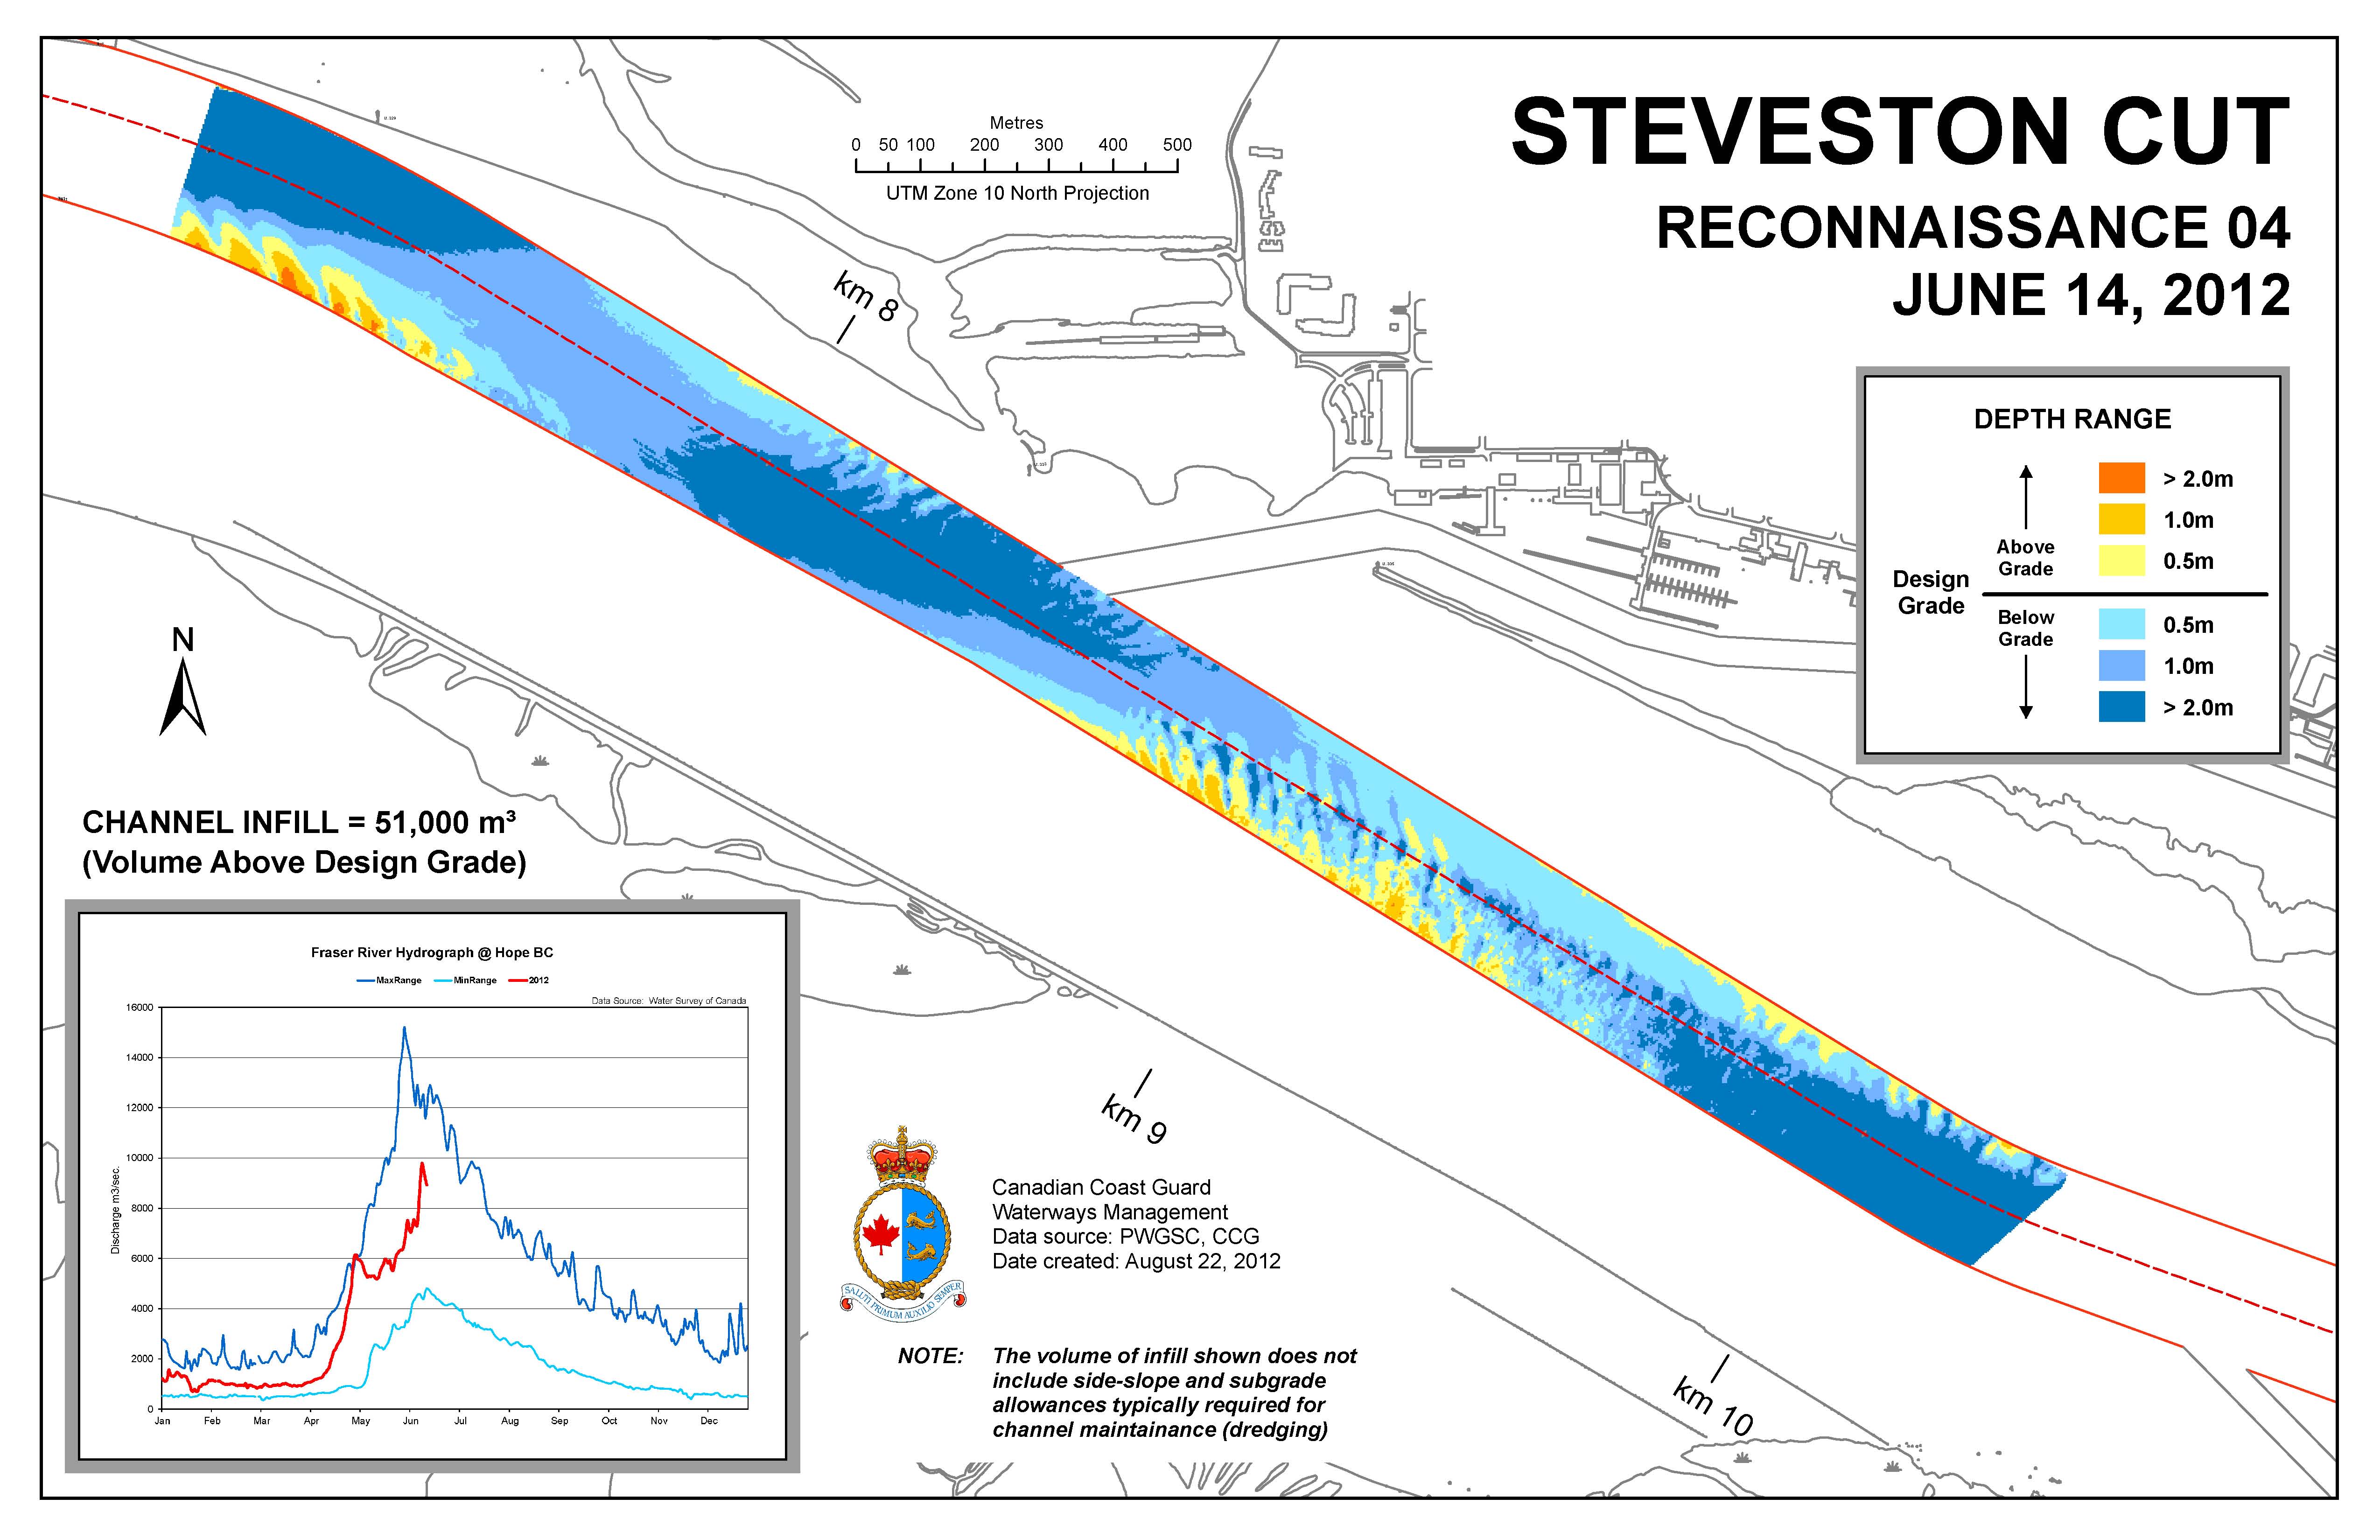 STEVESTON CUT
RECONNAISSANCE 04
JUNE 14, 2012
Metres
0 50 100 200 300 400 500
UTM Zone 10 North Projection
km 8
DEPTH RANGE
> 2.0m
1.0m
Above
Grade
0.5m
Design
Grade
Below
Grade
0.5m
1.0m
> 2.0m
N
CHANNEL INFILL = 51,000 m³
(Volume Above Design Grade)
Fraser River Hydrograph @ Hope BC
MaxRange MinRange 2012
Data Source: Water Survey of Canada
Discharge m3/sec.
16000
14000
12000
10000
8000
6000
4000
2000
0
Jan Feb Mar Apr May Jun Jul Aug Sep Oct Nov Dec
km 9
SALUTI PRIMUM AUXILIO SEMPER
Canadian Coast Guard
Waterways Management
Data source: PWGSC, CCG
Date created: August 22, 2012
NOTE: The volume of infill shown does not
include side-slope and subgrade
allowances typically required for
channel maintainance (dredging)
km 10